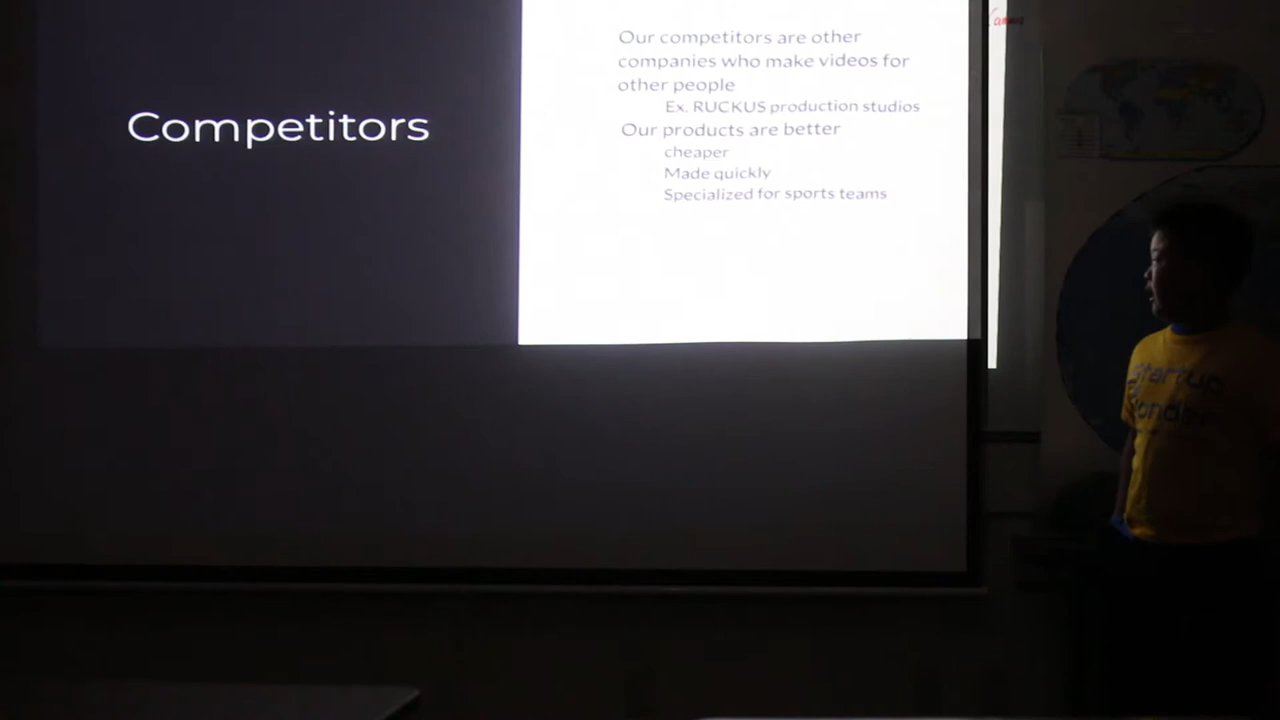 Competitors
Our competitors are other
companies who make videos for
other people
Ex. RUCKUS production studios
Our products are better
cheaper
Made quickly
Specialized for sports teams
Startup